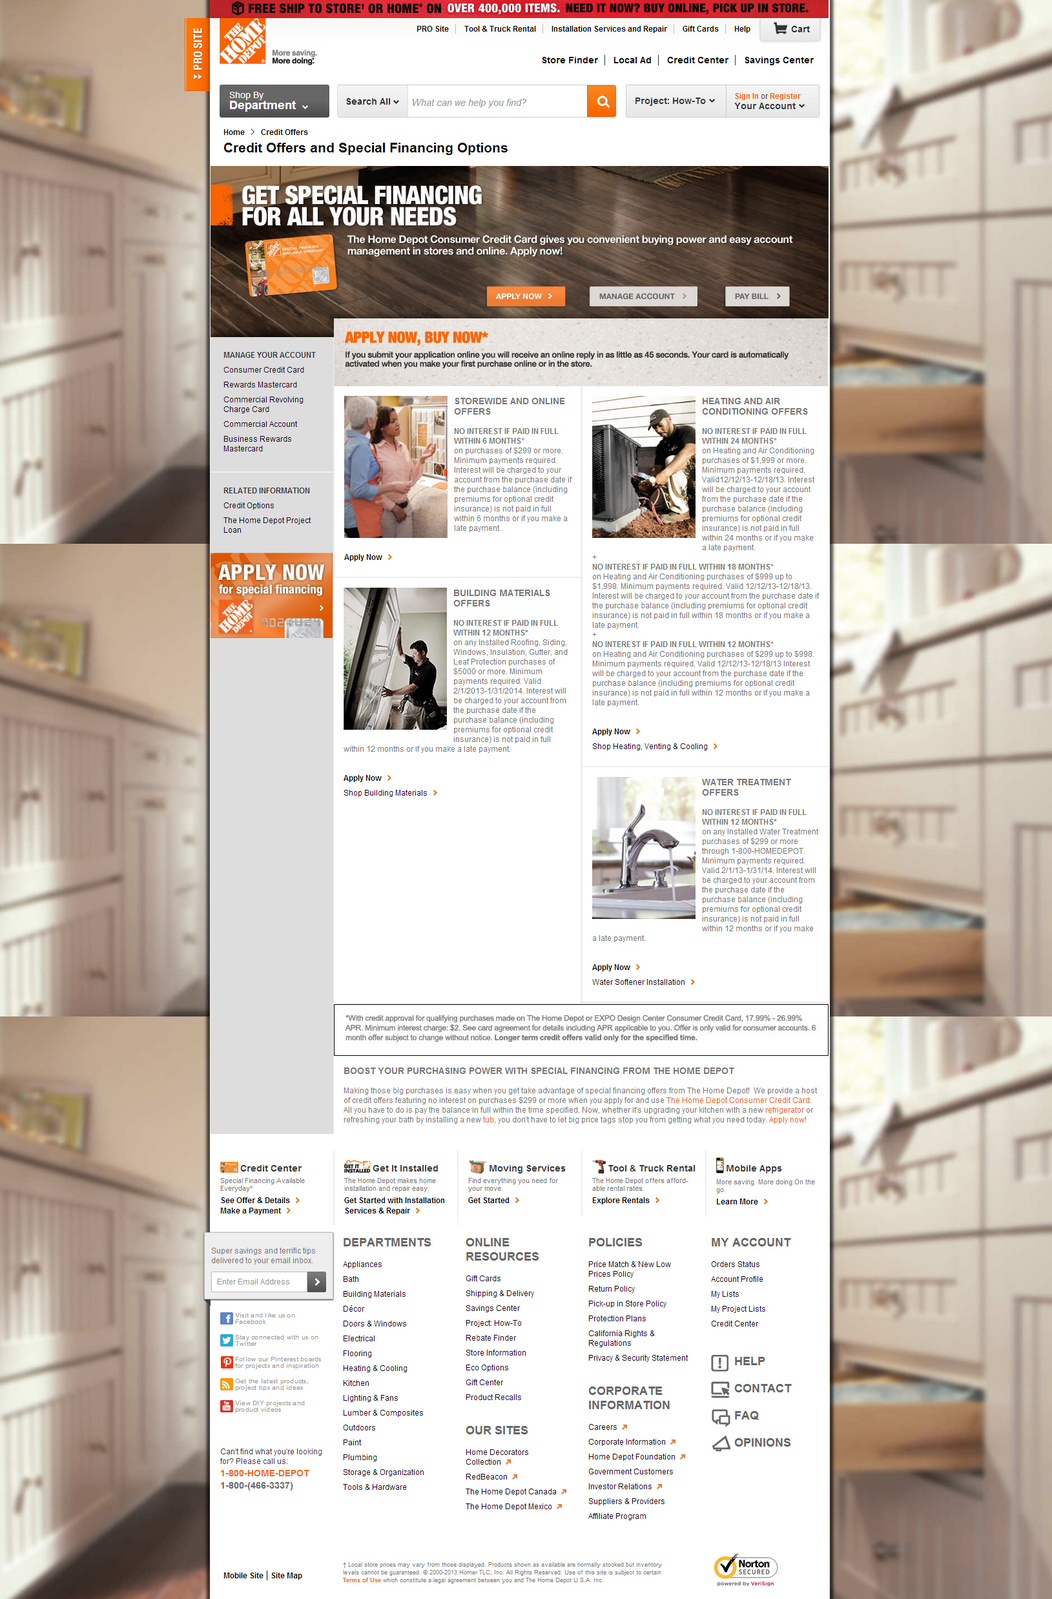 FREE SHIP TO STORE† OR HOME* ON OVER 400,000 ITEMS. NEED IT NOW? BUY ONLINE, PICK UP IN STORE.
PRO SITE
THE HOME DEPOT
More saving.
More doing.
PRO Site | Tool & Truck Rental | Installation Services and Repair | Gift Cards | Help
Cart
Store Finder | Local Ad | Credit Center | Savings Center
Shop By
Department
Search All
What can we help you find?
Project: How-To
Sign In or Register
Your Account
Home > Credit Offers
Credit Offers and Special Financing Options
GET SPECIAL FINANCING
FOR ALL YOUR NEEDS
The Home Depot Consumer Credit Card gives you convenient buying power and easy account
management in stores and online. Apply now!
APPLY NOW >
MANAGE ACCOUNT >
PAY BILL >
APPLY NOW, BUY NOW*
If you submit your application online you will receive an online reply in as little as 45 seconds. Your card is automatically
activated when you make your first purchase online or in the store.
MANAGE YOUR ACCOUNT
Consumer Credit Card
Rewards Mastercard
Commercial Revolving
Charge Card
Commercial Account
Business Rewards
Mastercard
RELATED INFORMATION
Credit Options
The Home Depot Project
Loan
APPLY NOW
for special financing
THE HOME DEPOT
STOREWIDE AND ONLINE
OFFERS
NO INTEREST IF PAID IN FULL
WITHIN 6 MONTHS*
on purchases of $299 or more.
Minimum payments required.
Interest will be charged to your
account from the purchase date if
the purchase balance (including
premiums for optional credit
insurance) is not paid in full
within 6 months or if you make a
late payment.
Apply Now >
BUILDING MATERIALS
OFFERS
NO INTEREST IF PAID IN FULL
WITHIN 12 MONTHS*
on any Installed Roofing, Siding,
Windows, Insulation, Gutter, and
Leaf Protection purchases of
$5000 or more. Minimum
payments required. Valid
2/1/2013-1/31/2014. Interest will
be charged to your account from
the purchase date if the
purchase balance (including
premiums for optional credit
insurance) is not paid in full
within 12 months or if you make a late payment.
Apply Now >
Shop Building Materials >
HEATING AND AIR
CONDITIONING OFFERS
NO INTEREST IF PAID IN FULL
WITHIN 24 MONTHS*
on Heating and Air Conditioning
purchases of $1,999 or more.
Minimum payments required.
Valid12/12/13-12/18/13. Interest
will be charged to your account
from the purchase date if the
purchase balance (including
premiums for optional credit
insurance) is not paid in full
within 24 months or if you make
a late payment.
+
NO INTEREST IF PAID IN FULL WITHIN 18 MONTHS*
on Heating and Air Conditioning purchases of $999 up to
$1,998. Minimum payments required. Valid 12/12/13-12/18/13.
Interest will be charged to your account from the purchase date if
the purchase balance (including premiums for optional credit
insurance) is not paid in full within 18 months or if you make a
late payment.
+
NO INTEREST IF PAID IN FULL WITHIN 12 MONTHS*
on Heating and Air Conditioning purchases of $299 up to $998.
Minimum payments required. Valid 12/12/13-12/18/13 Interest
will be charged to your account from the purchase date if the
purchase balance (including premiums for optional credit
insurance) is not paid in full within 12 months or if you make a
late payment.
Apply Now >
Shop Heating, Venting & Cooling >
WATER TREATMENT
OFFERS
NO INTEREST IF PAID IN FULL
WITHIN 12 MONTHS*
on any Installed Water Treatment
purchases of $299 or more
through 1-800-HOMEDEPOT.
Minimum payments required.
Valid 2/1/13-1/31/14. Interest will
be charged to your account from
the purchase date if the
purchase balance (including
premiums for optional credit
insurance) is not paid in full
within 12 months or if you make
a late payment.
Apply Now >
Water Softener Installation >
*With credit approval for qualifying purchases made on The Home Depot or EXPO Design Center Consumer Credit Card, 17.99% - 26.99%
APR. Minimum interest charge: $2. See card agreement for details including APR applicable to you. Offer is only valid for consumer accounts. 6
month offer subject to change without notice. Longer term credit offers valid only for the specified time.
BOOST YOUR PURCHASING POWER WITH SPECIAL FINANCING FROM THE HOME DEPOT
Making those big purchases is easy when you get take advantage of special financing offers from The Home Depot! We provide a host
of credit offers featuring no interest on purchases $299 or more when you apply for and use The Home Depot Consumer Credit Card.
All you have to do is pay the balance in full within the time specified. Now, whether it's upgrading your kitchen with a new refrigerator or
refreshing your bath by installing a new tub, you don't have to let big price tags stop you from getting what you need today. Apply now!
Credit Center
Special Financing Available
Everyday*
See Offer & Details >
Make a Payment >
GET IT INSTALLED
Get It Installed
The Home Depot makes home
installation and repair easy.
Get Started with Installation
Services & Repair >
Moving Services
Find everything you need for
your move.
Get Started >
Tool & Truck Rental
The Home Depot offers afford-
able rental rates.
Explore Rentals >
Mobile Apps
More saving. More doing.On the
go.
Learn More >
Super savings and terrific tips
delivered to your email inbox.
Enter Email Address
Visit and like us on
Facebook
Stay connected with us on
Twitter
Follow our Pinterest boards
for projects and inspiration
Get the latest products,
project tips and ideas
View DIY projects and
product videos
Can't find what you're looking
for? Please call us:
1-800-HOME-DEPOT
1-800-(466-3337)
DEPARTMENTS
Appliances
Bath
Building Materials
Décor
Doors & Windows
Electrical
Flooring
Heating & Cooling
Kitchen
Lighting & Fans
Lumber & Composites
Outdoors
Paint
Plumbing
Storage & Organization
Tools & Hardware
ONLINE
RESOURCES
Gift Cards
Shipping & Delivery
Savings Center
Project: How-To
Rebate Finder
Store Information
Eco Options
Gift Center
Product Recalls
OUR SITES
Home Decorators
Collection
RedBeacon
The Home Depot Canada
The Home Depot Mexico
POLICIES
Price Match & New Low
Prices Policy
Return Policy
Pick-up in Store Policy
Protection Plans
California Rights &
Regulations
Privacy & Security Statement
CORPORATE
INFORMATION
Careers
Corporate Information
Home Depot Foundation
Government Customers
Investor Relations
Suppliers & Providers
Affiliate Program
MY ACCOUNT
Orders Status
Account Profile
My Lists
My Project Lists
Credit Center
HELP
CONTACT
FAQ
OPINIONS
Mobile Site | Site Map
† Local store prices may vary from those displayed. Products shown as available are normally stocked but inventory
levels cannot be guaranteed. © 2000-2013 Homer TLC, Inc. All Rights Reserved. Use of this site is subject to certain
Terms of Use which constitute a legal agreement between you and The Home Depot U.S.A. Inc.
Norton
SECURED
powered by VeriSign